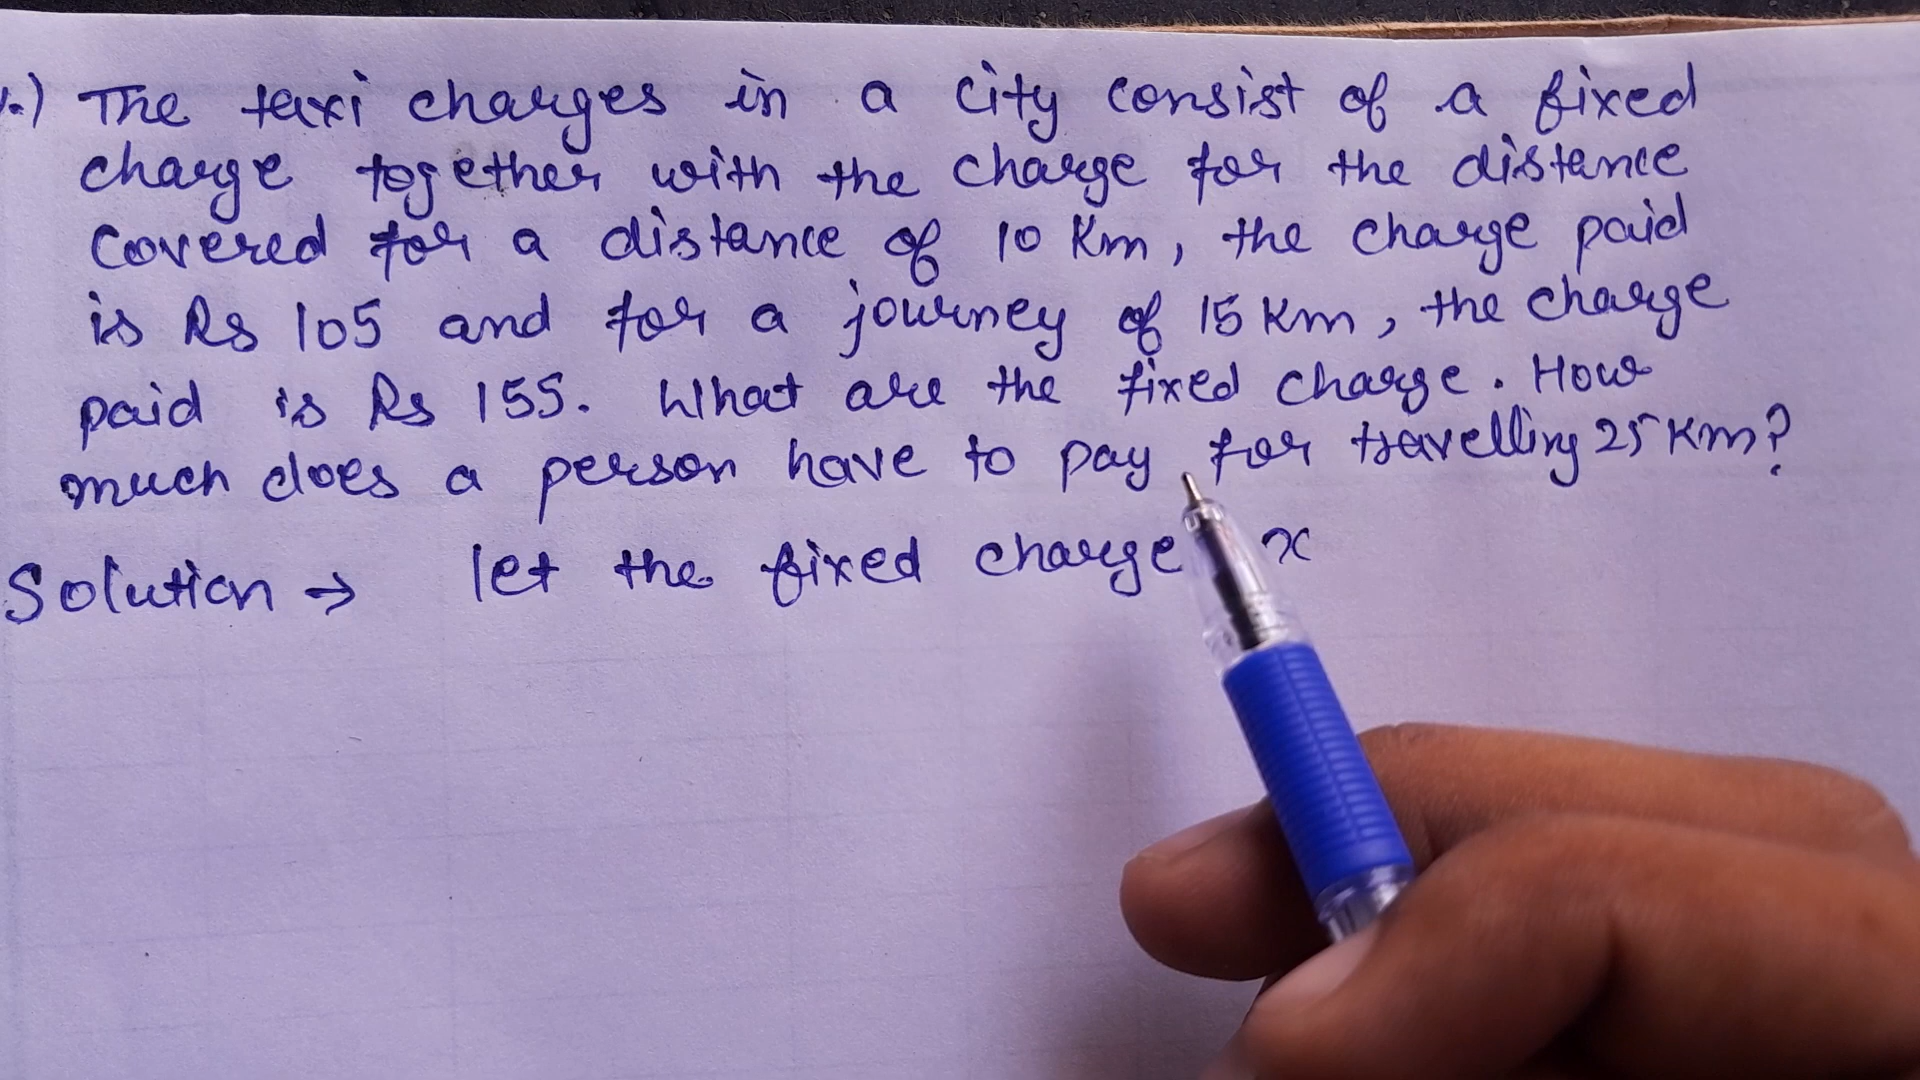 1.) The taxi charges in a city consist of a fixed
charge together with the charge for the distance
covered for a distance of 10 Km, the charge paid
is Rs 105 and for a journey of 15 Km, the charge
paid is Rs 155. What are the fixed charge. How
much does a person have to pay for travelling 25 Km?
Solution → let the fixed charge x